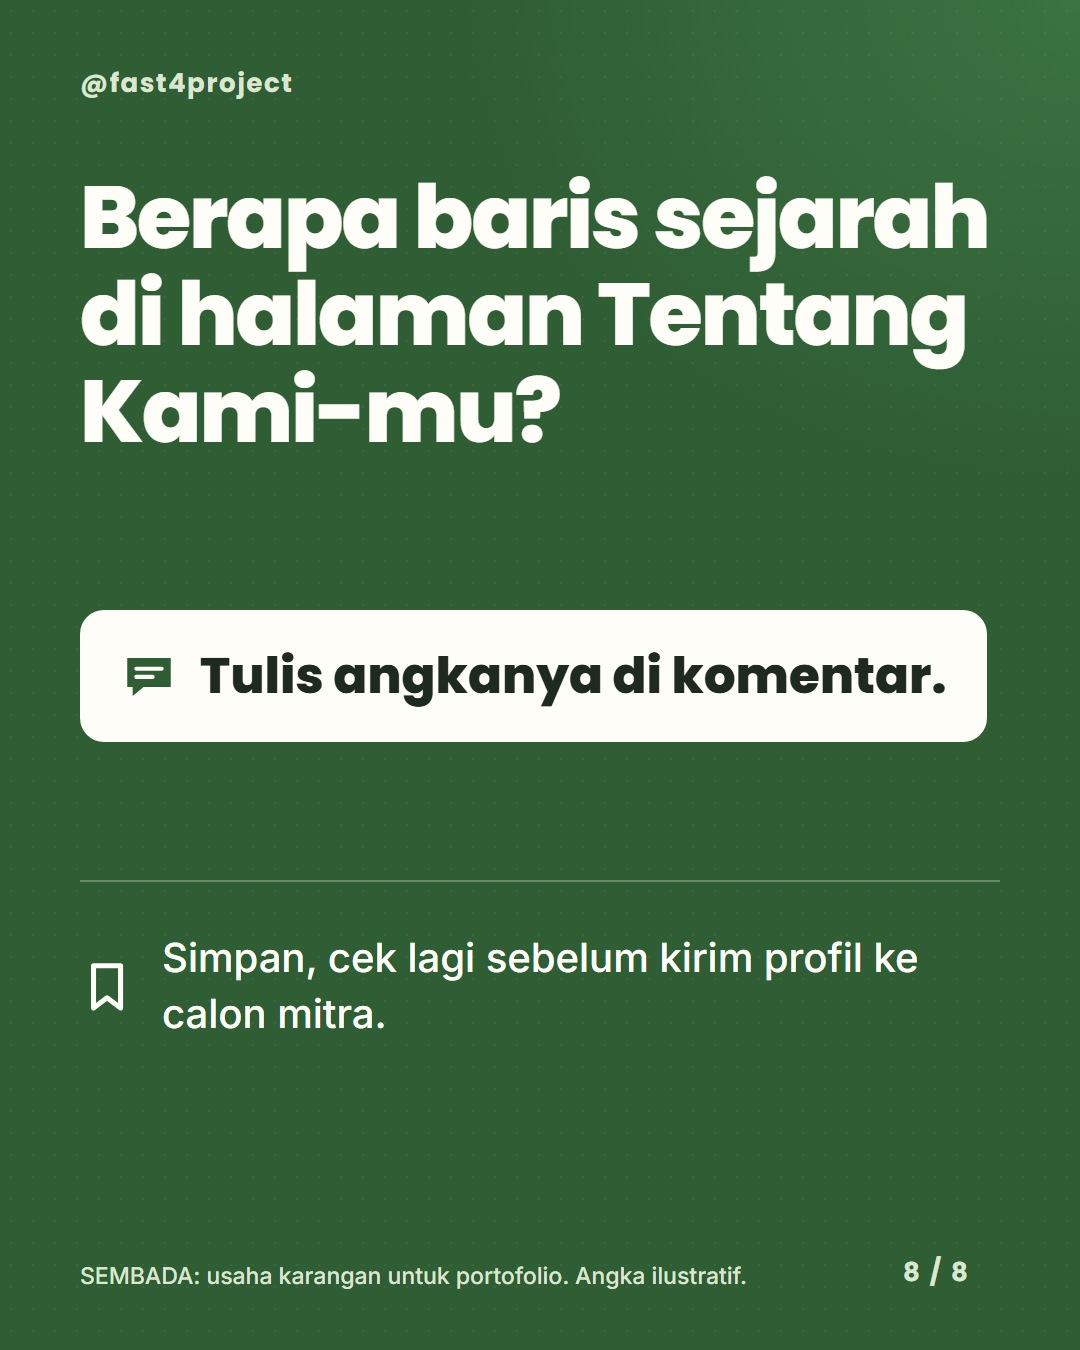 @fast4project
Berapa baris sejarah
di halaman Tentang
Kami-mu?
Tulis angkanya di komentar.
Simpan, cek lagi sebelum kirim profil ke
calon mitra.
SEMBADA: usaha karangan untuk portofolio. Angka ilustratif.
8 / 8